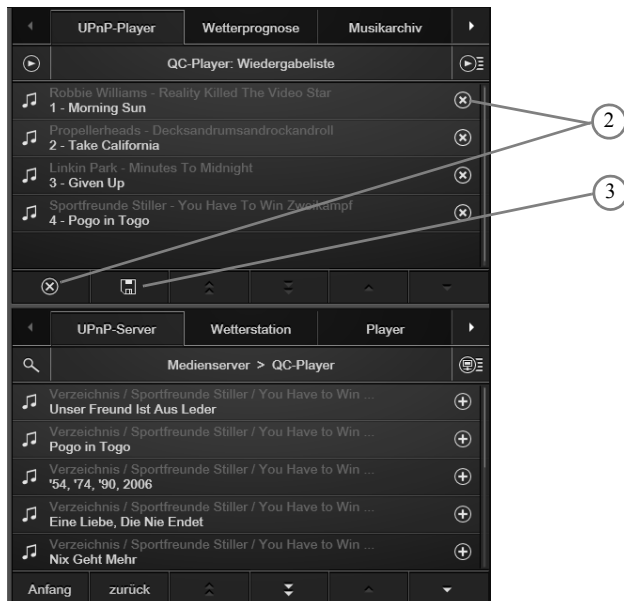 UPnP-Player Wetterprognose Musikarchiv
QC-Player: Wiedergabeliste
Robbie Williams - Reality Killed The Video Star
1 - Morning Sun
2
Propellerheads - Decksandrumsandrockandroll
2 - Take California
Linkin Park - Minutes To Midnight
3 - Given Up
3
Sportfreunde Stiller - You Have To Win Zweikampf
4 - Pogo in Togo
UPnP-Server Wetterstation Player
Medienserver > QC-Player
Verzeichnis / Sportfreunde Stiller / You Have to Win ...
Unser Freund Ist Aus Leder
Verzeichnis / Sportfreunde Stiller / You Have to Win ...
Pogo in Togo
Verzeichnis / Sportfreunde Stiller / You Have to Win ...
'54, '74, '90, 2006
Verzeichnis / Sportfreunde Stiller / You Have to Win ...
Eine Liebe, Die Nie Endet
Verzeichnis / Sportfreunde Stiller / You Have to Win ...
Nix Geht Mehr
Anfang zurück